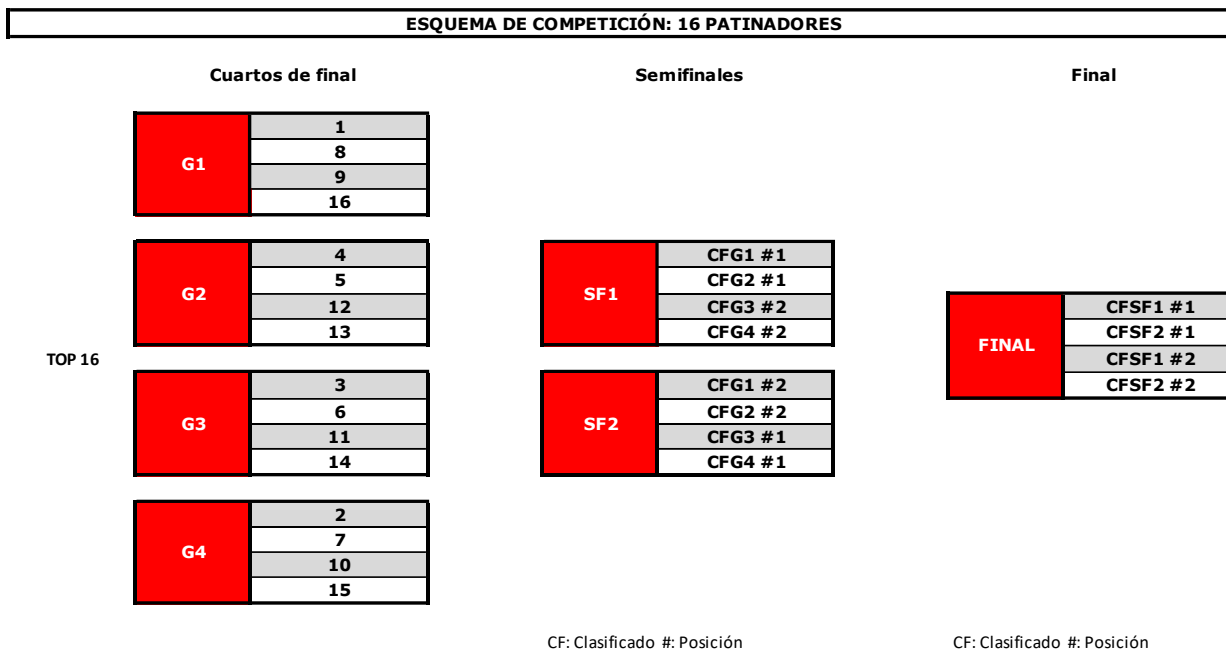 ESQUEMA DE COMPETICIÓN: 16 PATINADORES
Cuartos de final
Semifinales
Final
TOP 16
G1
1
8
9
16
G2
4
5
12
13
G3
3
6
11
14
G4
2
7
10
15
SF1
CFG1 #1
CFG2 #1
CFG3 #2
CFG4 #2
SF2
CFG1 #2
CFG2 #2
CFG3 #1
CFG4 #1
FINAL
CFSF1 #1
CFSF2 #1
CFSF1 #2
CFSF2 #2
CF: Clasificado #: Posición
CF: Clasificado #: Posición